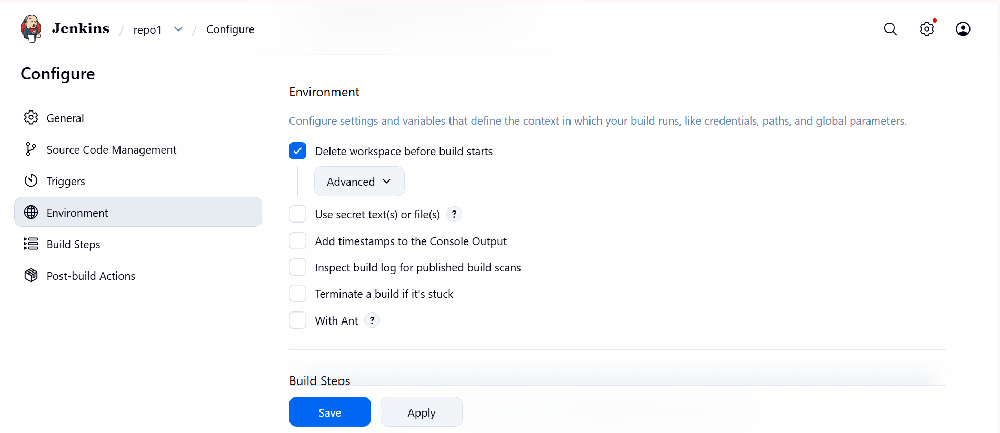 Jenkins / repo1 / Configure
Configure
General
Source Code Management
Triggers
Environment
Build Steps
Post-build Actions
Environment
Configure settings and variables that define the context in which your build runs, like credentials, paths, and global parameters.
Delete workspace before build starts
Advanced
Use secret text(s) or file(s) ?
Add timestamps to the Console Output
Inspect build log for published build scans
Terminate a build if it's stuck
With Ant ?
Build Steps
Save Apply